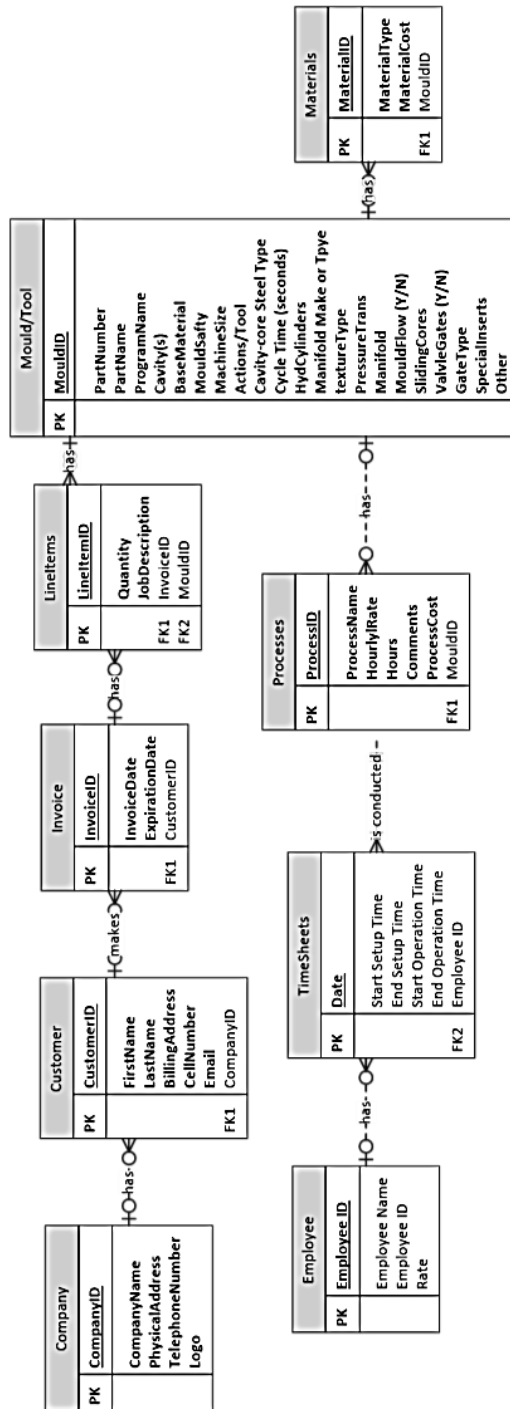 Company
PK CompanyID
CompanyName
PhysicalAddress
TelephoneNumber
Logo
has
Customer
PK CustomerID
FirstName
LastName
BillingAddress
CellNumber
Email
FK1 CompanyID
makes
Invoice
PK InvoiceID
InvoiceDate
ExpirationDate
FK1 CustomerID
has
LineItems
PK LineItemID
Quantity
JobDescription
FK1 InvoiceID
FK2 MouldID
has
Mould/Tool
PK MouldID
PartNumber
PartName
ProgramName
Cavity(s)
BaseMaterial
MouldSafty
MachineSize
Actions/Tool
Cavity-core Steel Type
Cycle Time (seconds)
HydCylinders
Manifold Make or Tpye
textureType
PressureTrans
Manifold
MouldFlow (Y/N)
SlidingCores
ValvleGates (Y/N)
GateType
SpecialInserts
Other
has
Materials
PK MaterialID
MaterialType
MaterialCost
FK1 MouldID
Employee
PK Employee ID
Employee Name
Employee ID
Rate
has
TimeSheets
PK Date
Start Setup Time
End Setup Time
Start Operation Time
End Operation Time
FK2 Employee ID
is conducted
Processes
PK ProcessID
ProcessName
HourlylRate
Hours
Comments
ProcessCost
FK1 MouldID
has